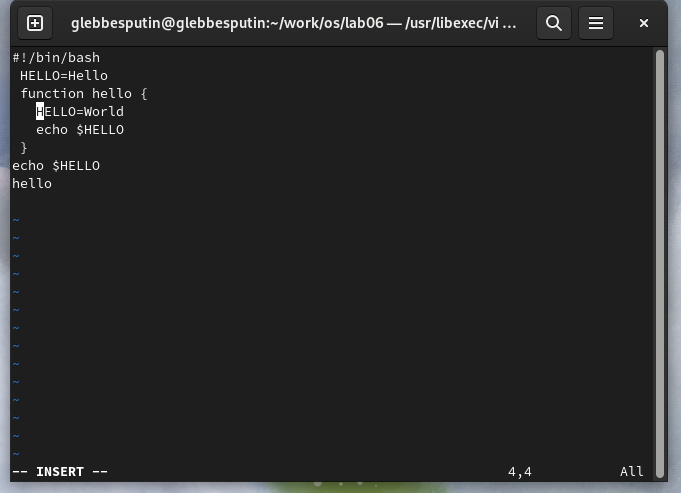 glebbesputin@glebbesputin:~/work/os/lab06 — /usr/libexec/vi ...
#!/bin/bash
 HELLO=Hello
 function hello {
   HELLO=World
   echo $HELLO
 }
echo $HELLO
hello
~
~
~
~
~
~
~
~
~
~
~
~
~
~
-- INSERT --                4,4                All